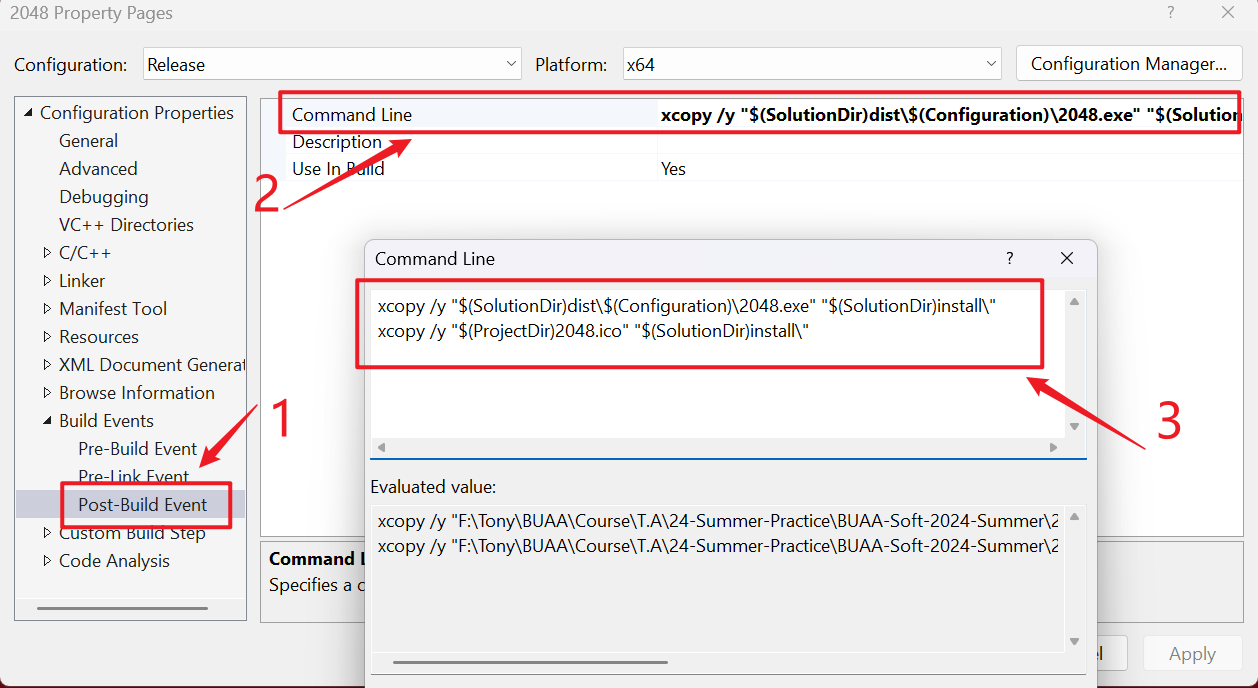 2048 Property Pages ? ×
Configuration: Release Platform: x64 Configuration Manager...
Configuration Properties
General
Advanced
Debugging
VC++ Directories
C/C++
Linker
Manifest Tool
Resources
XML Document Generat
Browse Information
Build Events
Pre-Build Event
Pre-Link Event
Post-Build Event
Custom Build Step
Code Analysis
1
Command Line xcopy /y "$(SolutionDir)dist\$(Configuration)\2048.exe" "$(Solution
Description
Use In Build Yes
2
Command Line ? ×
xcopy /y "$(SolutionDir)dist\$(Configuration)\2048.exe" "$(SolutionDir)install\"
xcopy /y "$(ProjectDir)2048.ico" "$(SolutionDir)install\"
3
Evaluated value:
xcopy /y "F:\Tony\BUAA\Course\T.A\24-Summer-Practice\BUAA-Soft-2024-Summer\2
xcopy /y "F:\Tony\BUAA\Course\T.A\24-Summer-Practice\BUAA-Soft-2024-Summer\2
Command L
Specifies a c
Apply